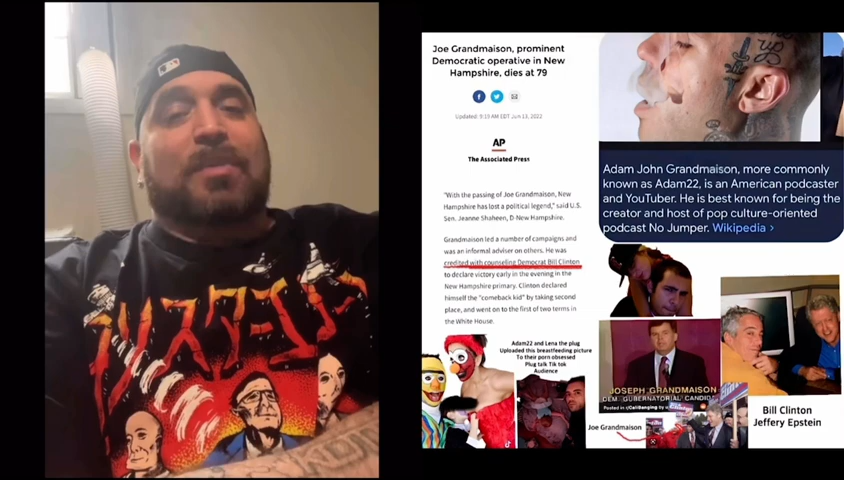 Joe Grandmaison, prominent
Democratic operative in New
Hampshire, dies at 79
Updated: 9:19 AM EDT Jun 13, 2022
AP
The Associated Press
"With the passing of Joe Grandmaison, New
Hampshire has lost a political legend," said U.S.
Sen. Jeanne Shaheen, D-New Hampshire.
Grandmaison led a number of campaigns and
was an informal adviser on others. He was
credited with counseling Democrat Bill Clinton
to declare victory early in the evening in the
New Hampshire primary. Clinton declared
himself the "comeback kid" by taking second
place, and went on to the first of two terms in
the White House.
Adam22 and Lena the plug
Uploaded this breastfeeding picture
To their porn obsessed
Plug talk Tik tok
Audience
Adam John Grandmaison, more commonly
known as Adam22, is an American podcaster
and YouTuber. He is best known for being the
creator and host of pop culture-oriented
podcast No Jumper. Wikipedia >
JOSEPH GRANDMAISON
DEM. GUBERNATORIAL CANDID
Joe Grandmaison
Bill Clinton
Jeffery Epstein